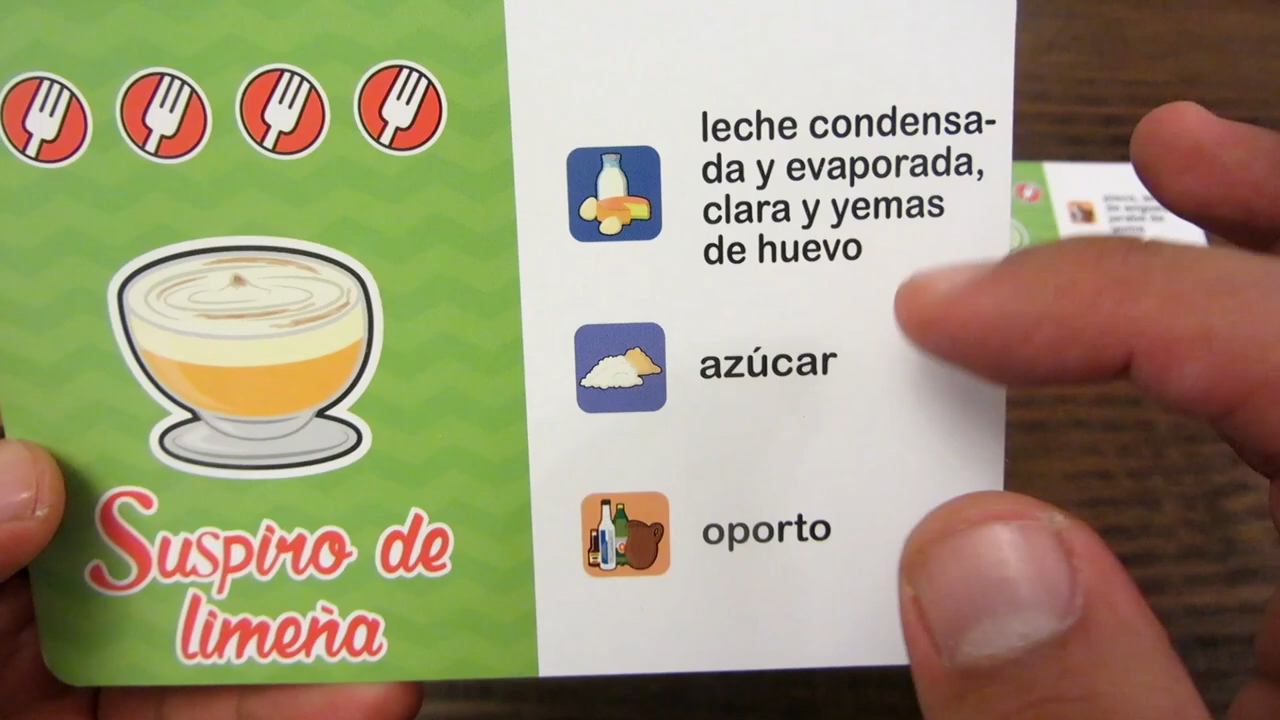 Suspiro de
limeña
leche condensa-
da y evaporada,
clara y yemas
de huevo
azúcar
oporto